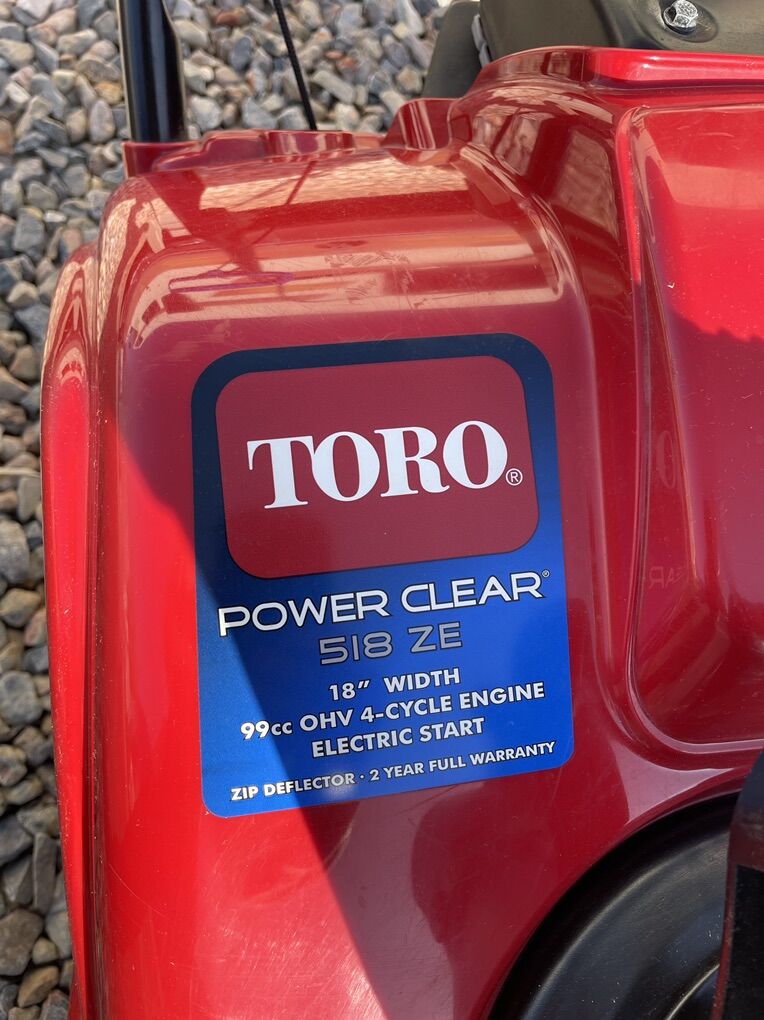 TORO®
POWER CLEAR®
518 ZE
18" WIDTH
99cc OHV 4-CYCLE ENGINE
ELECTRIC START
ZIP DEFLECTOR · 2 YEAR FULL WARRANTY